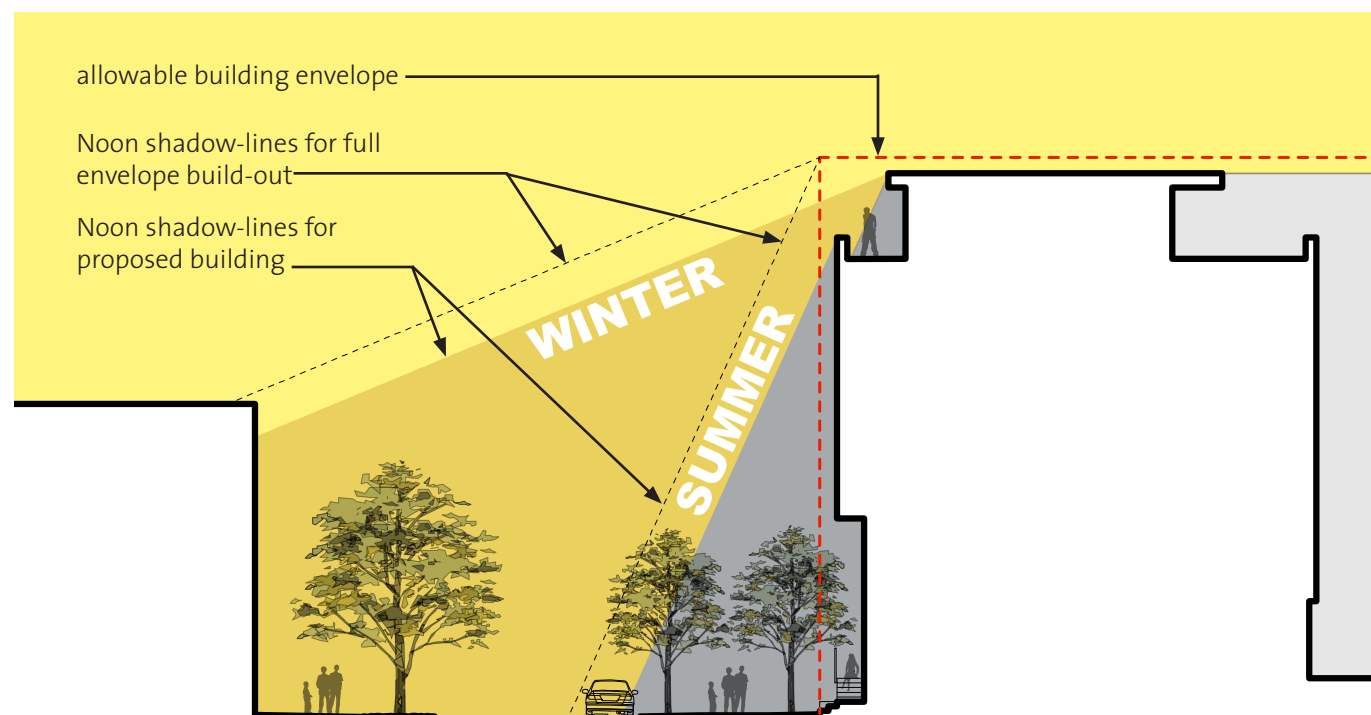 allowable building envelope
Noon shadow-lines for full
envelope build-out
Noon shadow-lines for
proposed building
WINTER
SUMMER